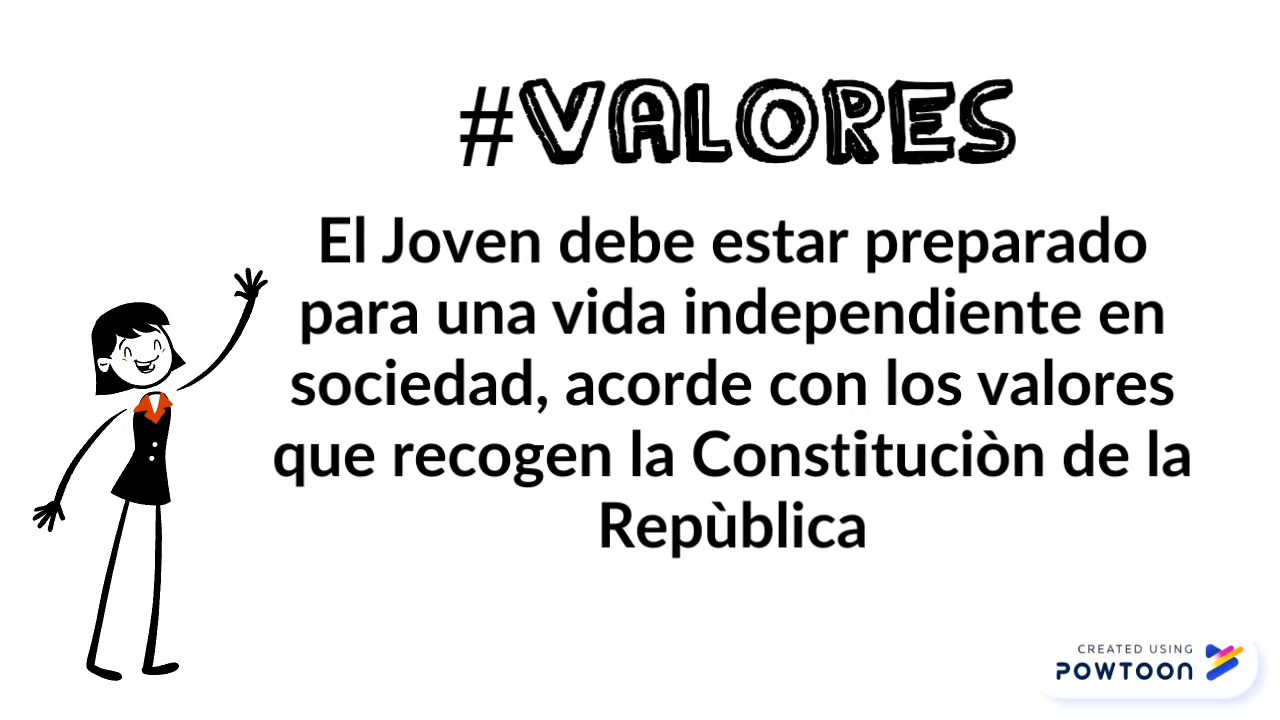 #VALORES
El Joven debe estar preparado
para una vida independiente en
sociedad, acorde con los valores
que recogen la Constituciòn de la
Repùblica
CREATED USING
POWTOON